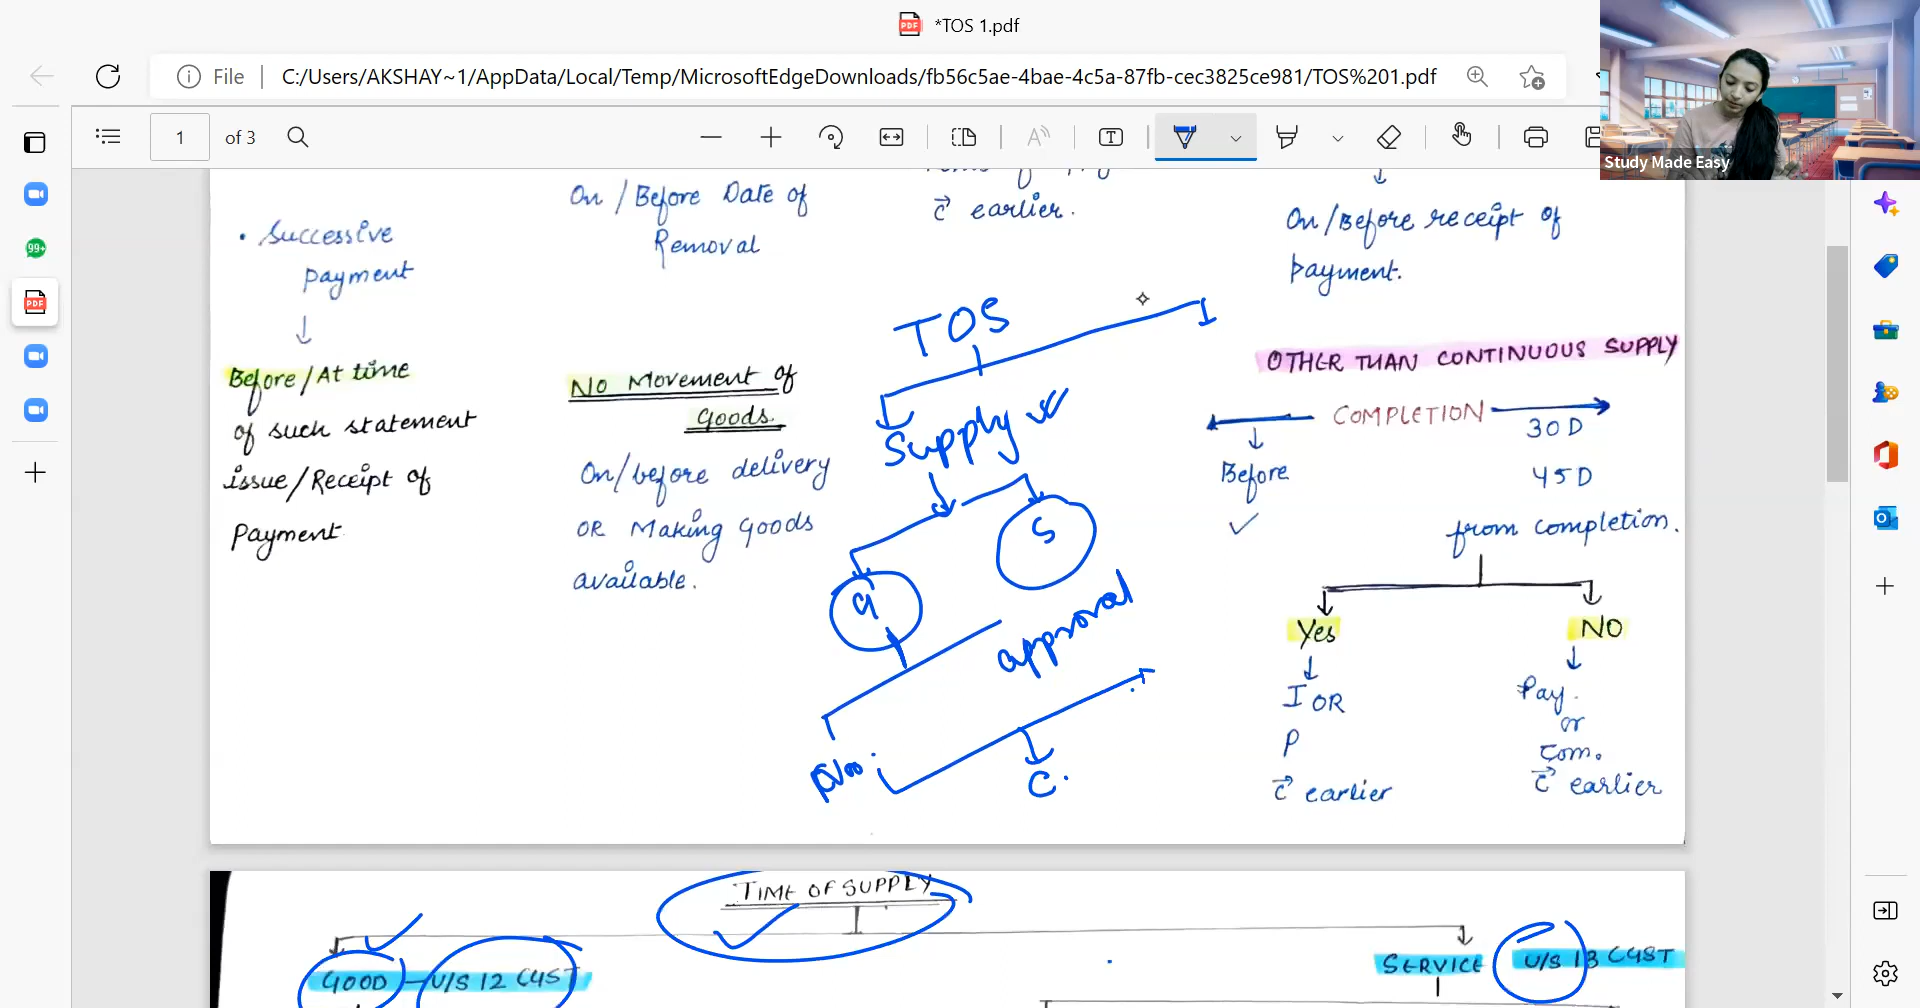 *TOS 1.pdf
File
C:/Users/AKSHAY~1/AppData/Local/Temp/MicrosoftEdgeDownloads/fb56c5ae-4bae-4c5a-87fb-cec3825ce981/TOS%201.pdf
1 of 3
Study Made Easy
99+
PDF
• Successive
payment
Before/At time
of such statement
issue/Receipt of
Payment
On / Before Date of
Removal
No Movement of
Goods.
On/before delivery
OR Making goods
available.
c earlier.
TOS
I
Supply
G
S
approval
C.
On/Before receipt of
payment.
OTHER THAN CONTINUOUS SUPPLY
COMPLETION
30 D
Before
45 D
from completion.
Yes
NO
I OR
P
c earlier
Pay.
or
Com.
c earlier
TIME OF SUPPLY
GOOD - U/S 12 CGST
SERVICE U/S 13 CGST